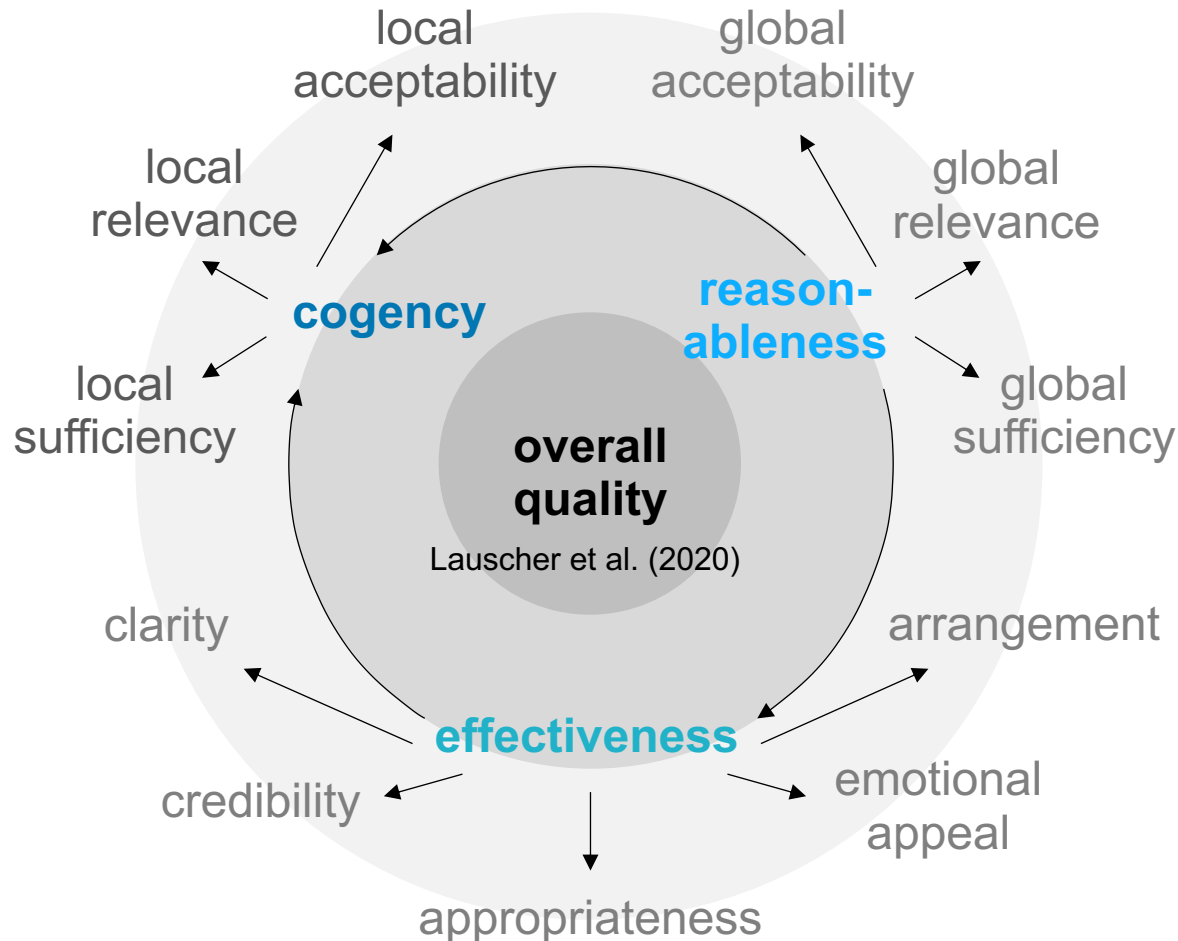 local
acceptability
global
acceptability
local
relevance
global
relevance
cogency
reason-
ableness
local
sufficiency
global
sufficiency
overall
quality
Lauscher et al. (2020)
clarity
arrangement
effectiveness
credibility
emotional
appeal
appropriateness